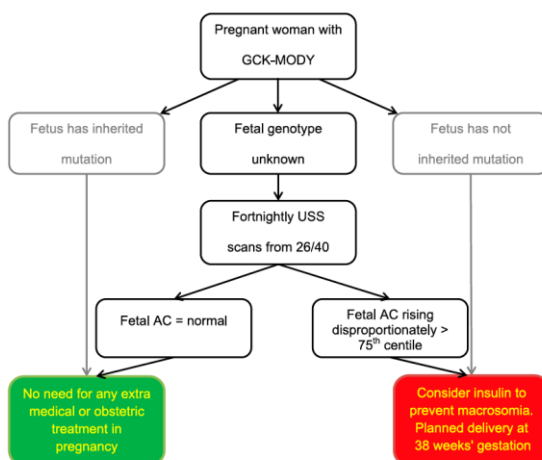 Pregnant woman with
GCK-MODY
Fetus has inherited
mutation
Fetal genotype
unknown
Fetus has not
inherited mutation
Fortnightly USS
scans from 26/40
Fetal AC = normal
Fetal AC rising
disproportionately >
75th centile
No need for any extra
medical or obstetric
treatment in
pregnancy
Consider insulin to
prevent macrosomia.
Planned delivery at
38 weeks' gestation